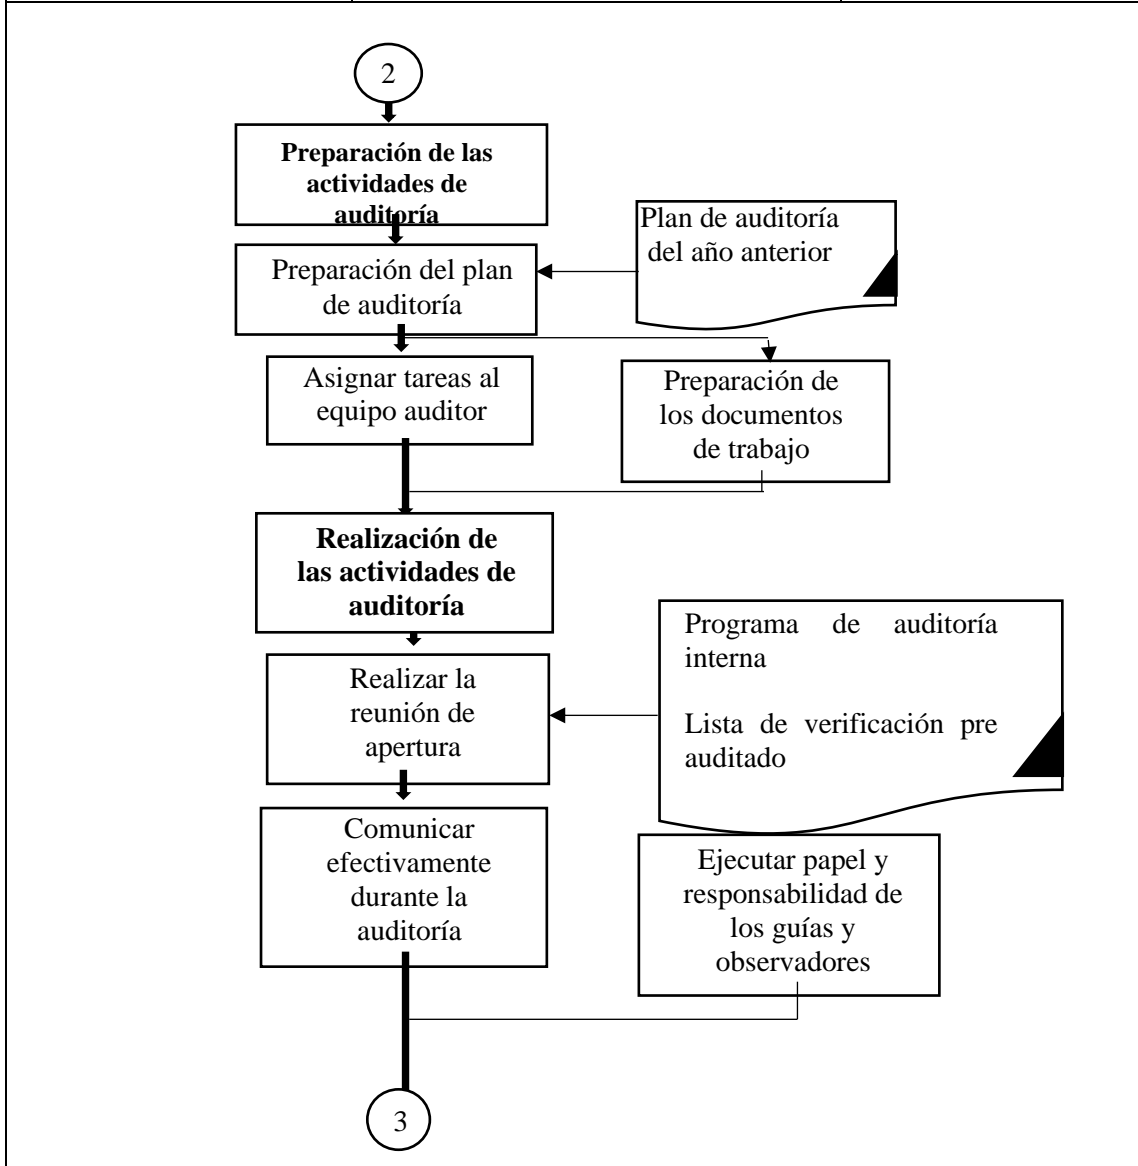 2
Preparación de las
actividades de
auditoría
Plan de auditoría
del año anterior
Preparación del plan
de auditoría
Asignar tareas al
equipo auditor
Preparación de
los documentos
de trabajo
Realización de
las actividades de
auditoría
Programa de auditoría
interna
Lista de verificación pre
auditado
Realizar la
reunión de
apertura
Comunicar
efectivamente
durante la
auditoría
Ejecutar papel y
responsabilidad de
los guías y
observadores
3